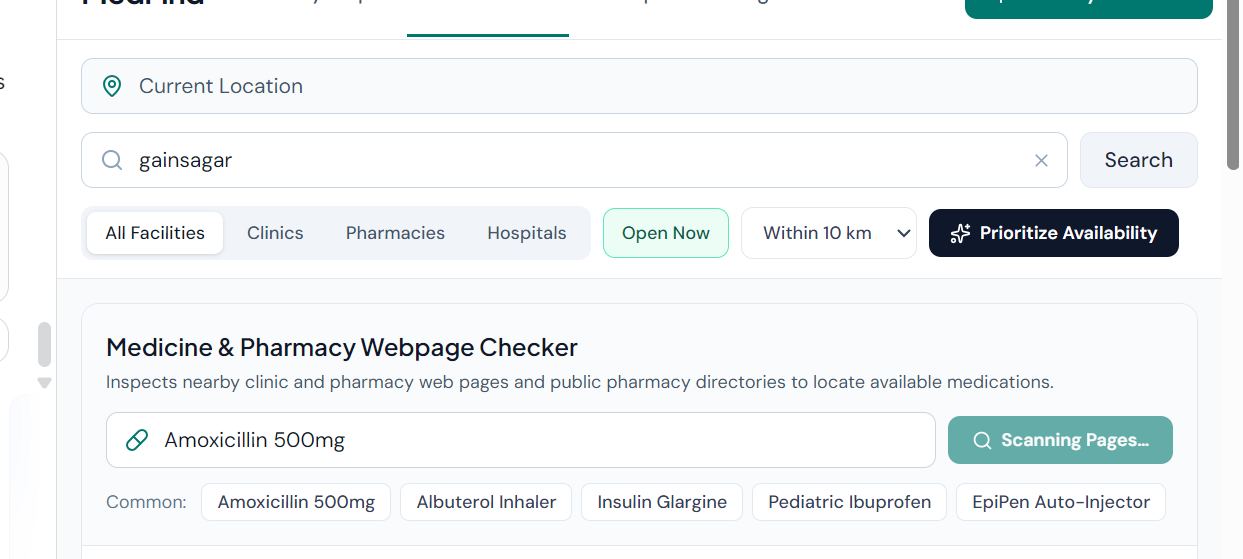 Current Location
gainsagar
Search
All Facilities Clinics Pharmacies Hospitals Open Now Within 10 km Prioritize Availability
Medicine & Pharmacy Webpage Checker
Inspects nearby clinic and pharmacy web pages and public pharmacy directories to locate available medications.
Amoxicillin 500mg
Scanning Pages...
Common: Amoxicillin 500mg Albuterol Inhaler Insulin Glargine Pediatric Ibuprofen EpiPen Auto-Injector